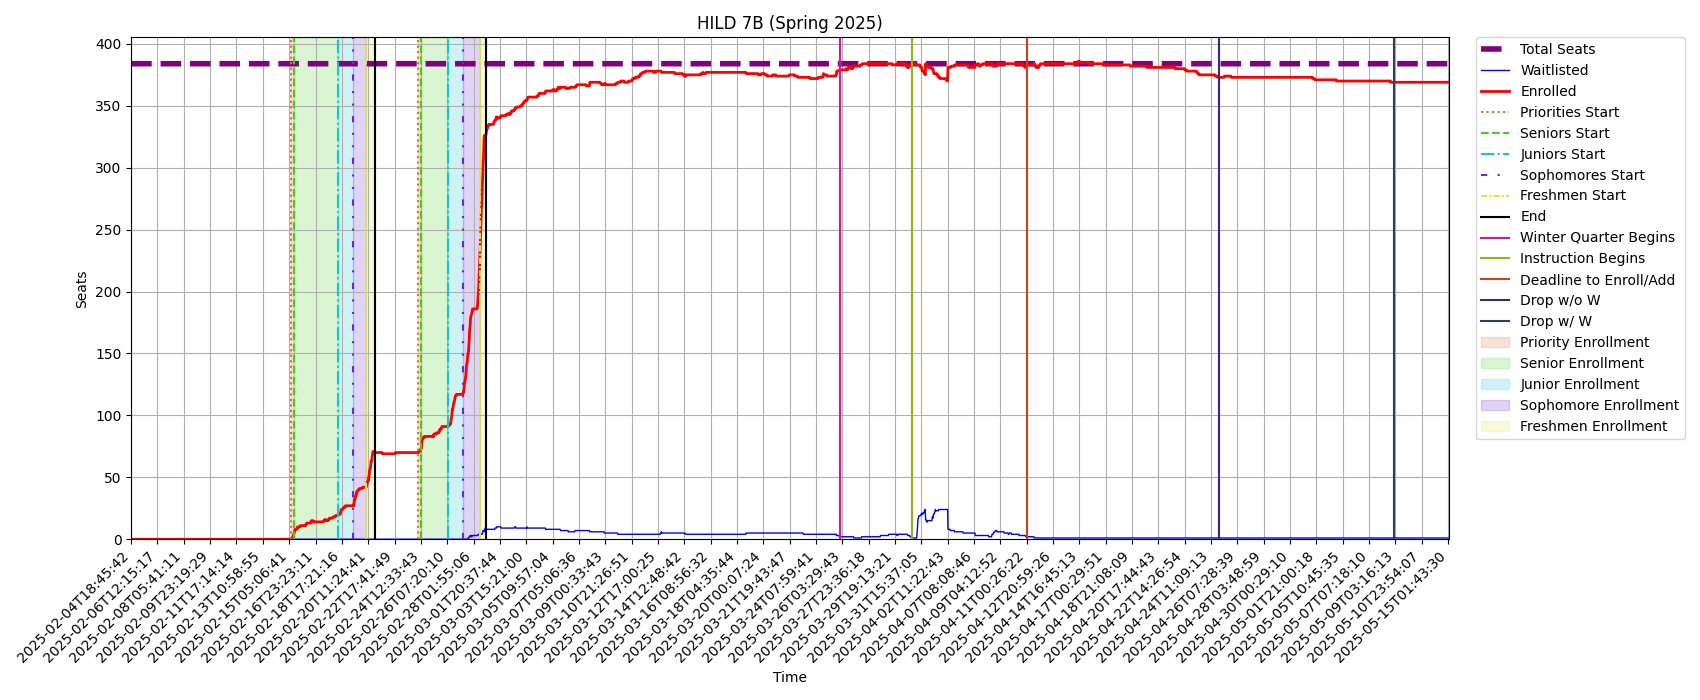 HILD 7B (Spring 2025)
Seats
400
350
300
250
200
150
100
50
0
2025-02-04T18:45:42
2025-02-06T12:15:17
2025-02-08T05:41:11
2025-02-09T23:19:29
2025-02-11T17:14:14
2025-02-13T10:58:55
2025-02-15T05:06:41
2025-02-16T23:23:11
2025-02-18T17:21:16
2025-02-20T11:24:41
2025-02-22T17:41:49
2025-02-24T12:33:43
2025-02-26T07:20:10
2025-02-28T01:55:06
2025-03-01T20:37:44
2025-03-03T15:21:00
2025-03-05T09:57:04
2025-03-07T05:06:36
2025-03-09T00:33:43
2025-03-10T21:26:51
2025-03-12T17:00:25
2025-03-14T12:48:42
2025-03-16T08:56:32
2025-03-18T04:35:44
2025-03-20T00:07:24
2025-03-21T19:43:47
2025-03-24T07:59:41
2025-03-26T03:29:43
2025-03-27T23:36:18
2025-03-29T19:13:21
2025-03-31T15:37:05
2025-04-02T11:22:43
2025-04-07T08:08:46
2025-04-09T04:12:52
2025-04-11T00:26:22
2025-04-12T20:59:26
2025-04-14T16:45:13
2025-04-17T00:29:51
2025-04-18T21:08:09
2025-04-20T17:44:43
2025-04-22T14:26:54
2025-04-24T11:09:13
2025-04-26T07:28:39
2025-04-28T03:48:59
2025-04-30T00:29:10
2025-05-01T21:00:18
2025-05-05T10:45:35
2025-05-07T07:18:10
2025-05-09T03:16:13
2025-05-10T23:54:07
2025-05-15T01:43:30
Time
Total Seats
Waitlisted
Enrolled
Priorities Start
Seniors Start
Juniors Start
Sophomores Start
Freshmen Start
End
Winter Quarter Begins
Instruction Begins
Deadline to Enroll/Add
Drop w/o W
Drop w/ W
Priority Enrollment
Senior Enrollment
Junior Enrollment
Sophomore Enrollment
Freshmen Enrollment